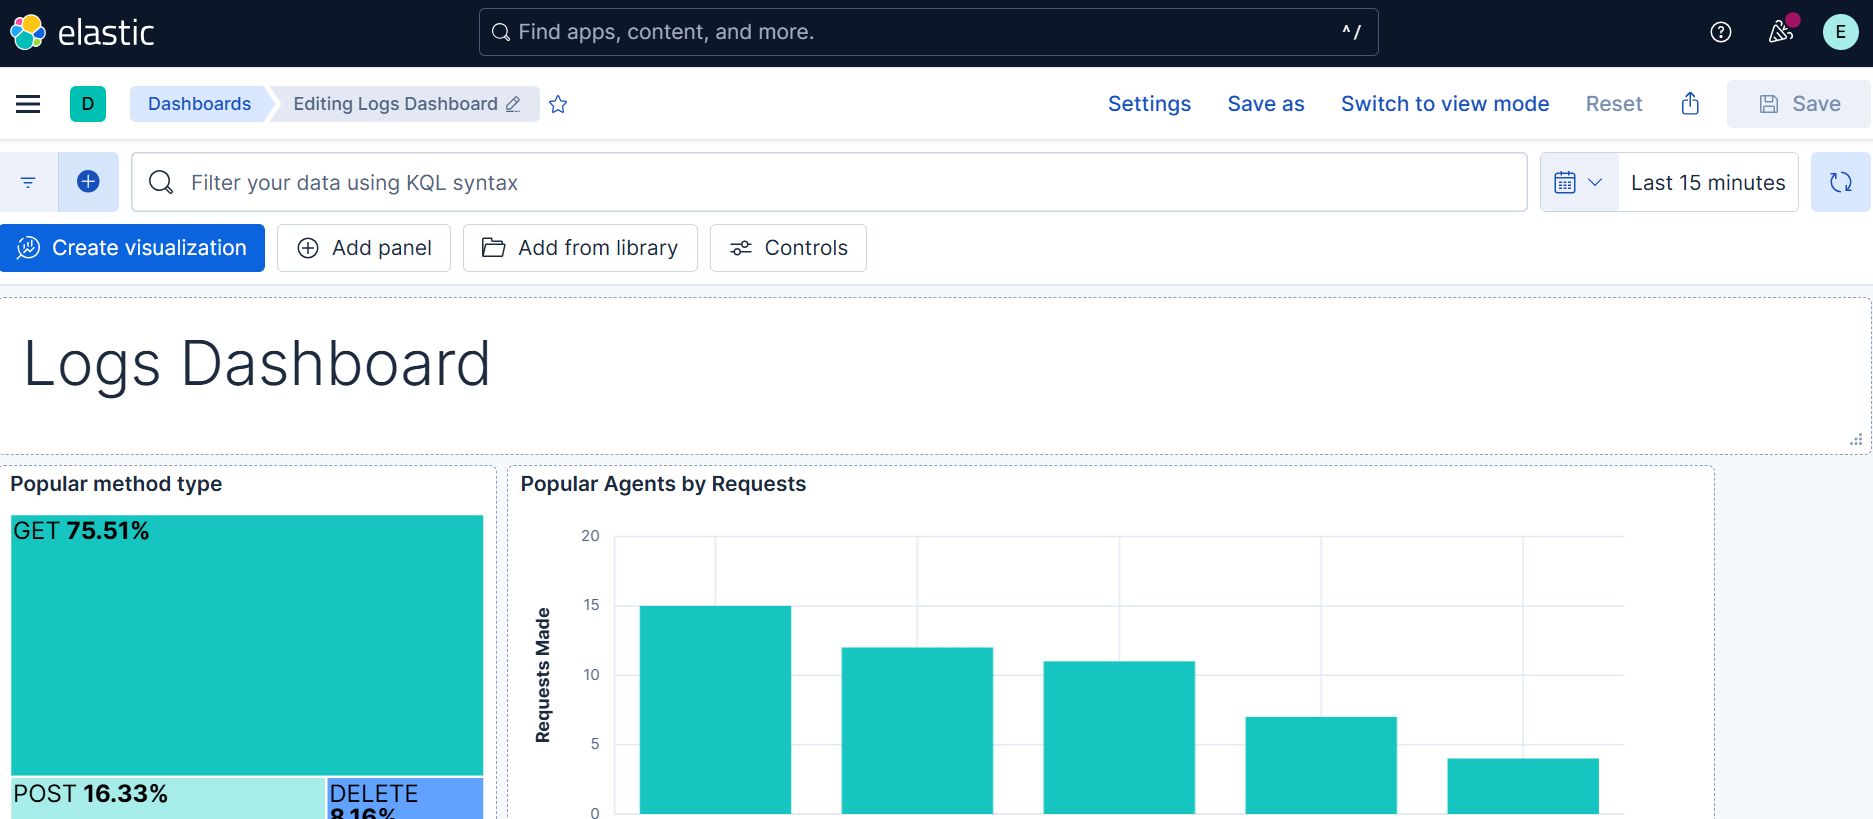 elastic
Find apps, content, and more.
^/
E
D
Dashboards
Editing Logs Dashboard
Settings
Save as
Switch to view mode
Reset
Save
Filter your data using KQL syntax
Last 15 minutes
Create visualization
Add panel
Add from library
Controls
Logs Dashboard
Popular method type
GET 75.51%
POST 16.33%
DELETE
8.16%
Popular Agents by Requests
Requests Made
20
15
10
5
0